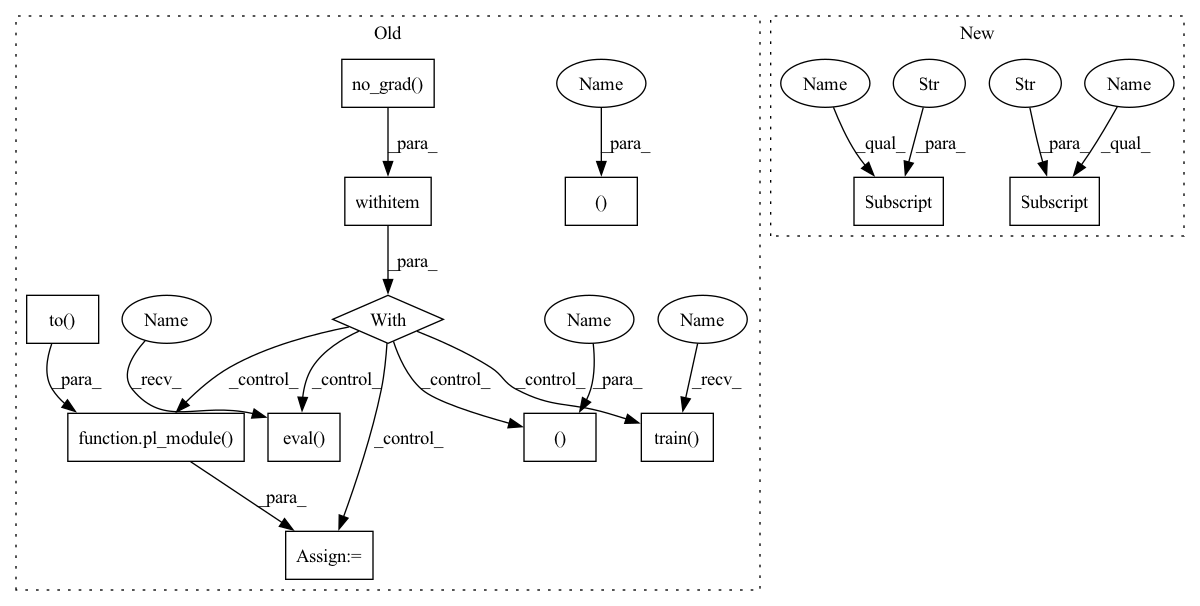 Old
New
no_grad()
Name
Name
Str
Str
Name
_para_
_para_
_qual_
_para_
_para_
_qual_
withitem
()
Subscript
Subscript
_para_
to()
Name
With
Name
Name
_para_
_recv_
_control_
_control_
_control_
_control_
_para_
_recv_
function.pl_module()
eval()
_control_
()
train()
_para_
Assign:=